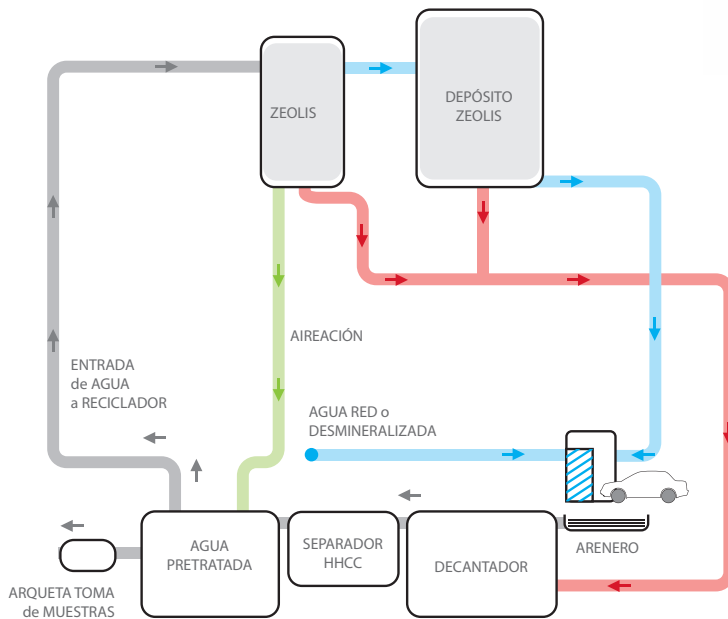 ZEOLIS
DEPÓSITO
ZEOLIS
AIREACIÓN
ENTRADA
de AGUA
a RECICLADOR
AGUA RED o
DESMINERALIZADA
AGUA
PRETRATADA
SEPARADOR
HHCC
DECANTADOR
ARENERO
ARQUETA TOMA
de MUESTRAS